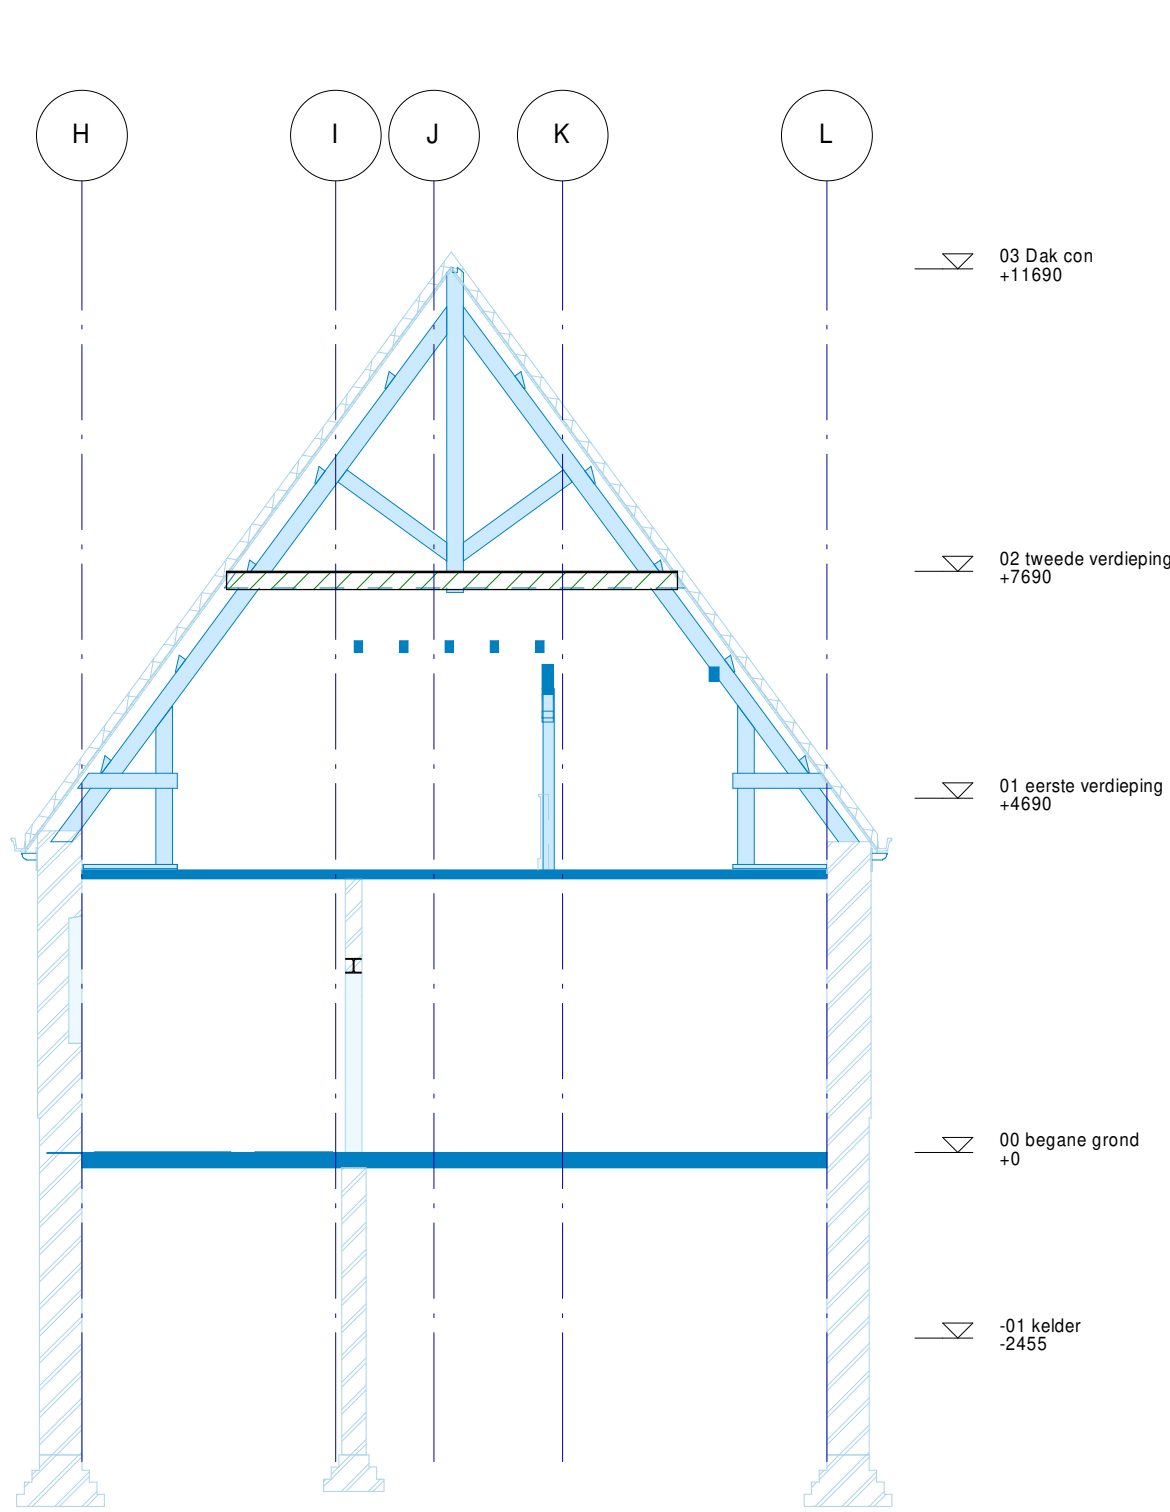 H I J K L
03 Dak con
+11690
02 tweede verdieping
+7690
01 eerste verdieping
+4690
00 begane grond
+0
-01 kelder
-2455